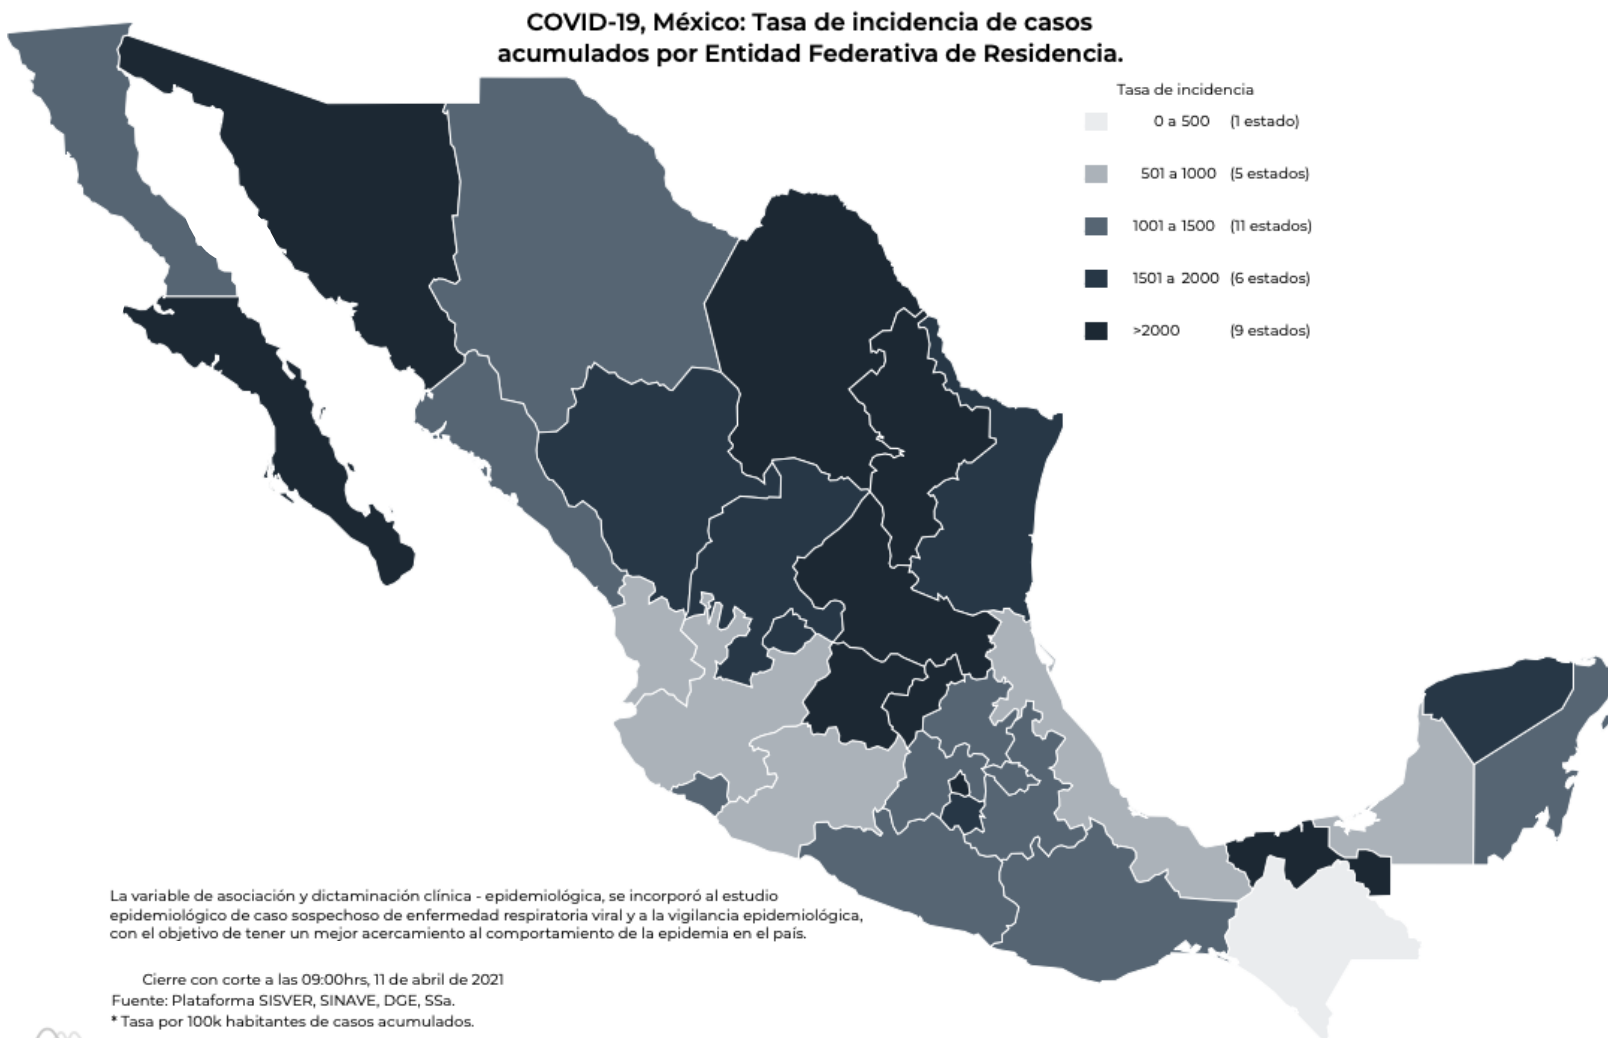 COVID-19, México: Tasa de incidencia de casos
acumulados por Entidad Federativa de Residencia.
Tasa de incidencia
0 a 500 (1 estado)
501 a 1000 (5 estados)
1001 a 1500 (11 estados)
1501 a 2000 (6 estados)
>2000 (9 estados)
La variable de asociación y dictaminación clínica - epidemiológica, se incorporó al estudio
epidemiológico de caso sospechoso de enfermedad respiratoria viral y a la vigilancia epidemiológica,
con el objetivo de tener un mejor acercamiento al comportamiento de la epidemia en el país.
Cierre con corte a las 09:00hrs, 11 de abril de 2021
Fuente: Plataforma SISVER, SINAVE, DGE, SSa.
* Tasa por 100k habitantes de casos acumulados.